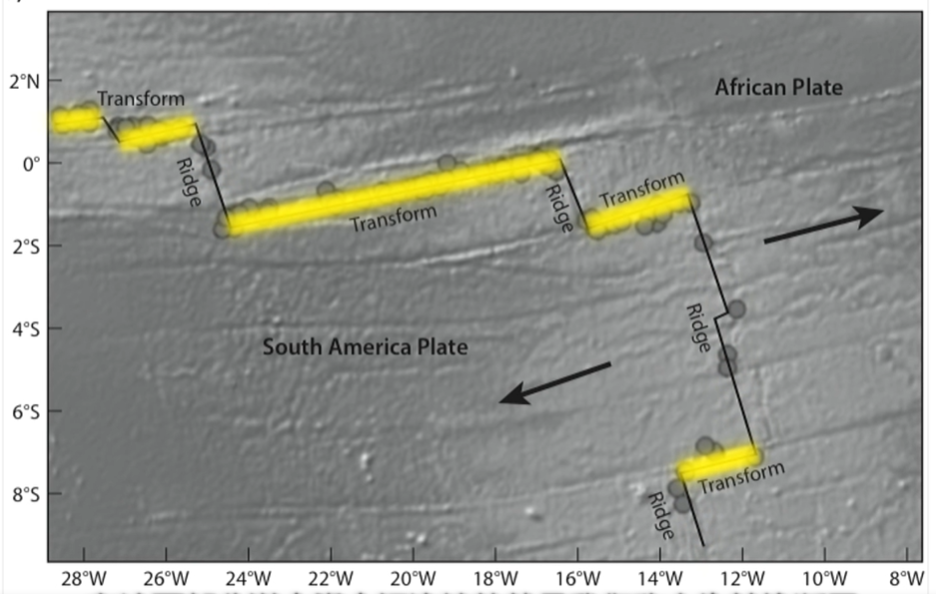 2°N
0°
2°S
4°S
6°S
8°S
Transform
Ridge
Transform
Ridge
Transform
African Plate
Ridge
South America Plate
Transform
Ridge
28°W 26°W 24°W 22°W 20°W 18°W 16°W 14°W 12°W 10°W 8°W